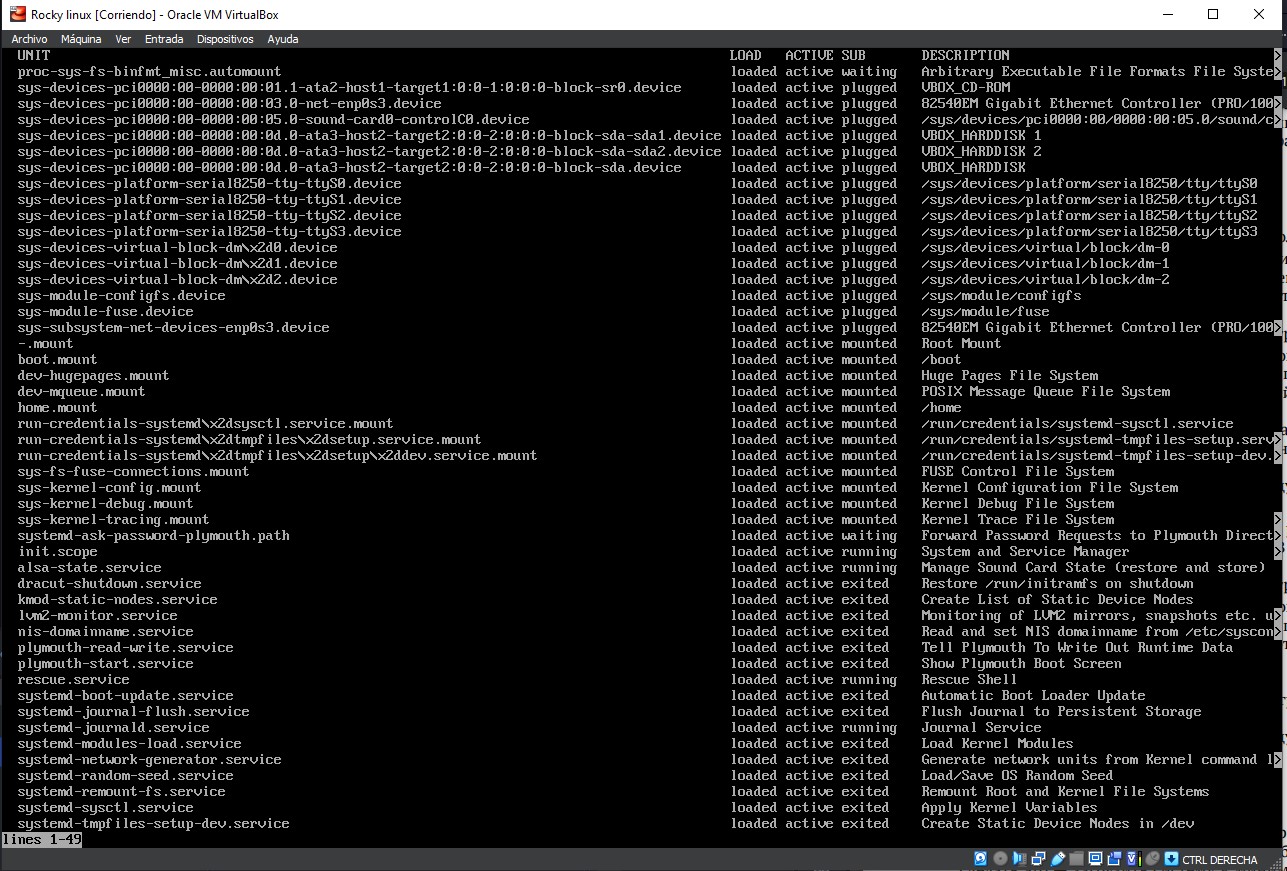 Rocky linux [Corriendo] - Oracle VM VirtualBox
Archivo Máquina Ver Entrada Dispositivos Ayuda
UNIT LOAD ACTIVE SUB DESCRIPTION >
proc-sys-fs-binfmt_misc.automount loaded active waiting Arbitrary Executable File Formats File Syste>
sys-devices-pci0000:00-0000:00:01.1-ata2-host1-target1:0:0-1:0:0:0-block-sr0.device loaded active plugged VBOX_CD-ROM
sys-devices-pci0000:00-0000:00:03.0-net-enp0s3.device loaded active plugged 82540EM Gigabit Ethernet Controller (PRO/100>
sys-devices-pci0000:00-0000:00:05.0-sound-card0-controlC0.device loaded active plugged /sys/devices/pci0000:00/0000:00:05.0/sound/c>
sys-devices-pci0000:00-0000:00:0d.0-ata3-host2-target2:0:0-2:0:0:0-block-sda-sda1.device loaded active plugged VBOX_HARDDISK 1
sys-devices-pci0000:00-0000:00:0d.0-ata3-host2-target2:0:0-2:0:0:0-block-sda-sda2.device loaded active plugged VBOX_HARDDISK 2
sys-devices-pci0000:00-0000:00:0d.0-ata3-host2-target2:0:0-2:0:0:0-block-sda.device loaded active plugged VBOX_HARDDISK
sys-devices-platform-serial8250-tty-ttyS0.device loaded active plugged /sys/devices/platform/serial8250/tty/ttyS0
sys-devices-platform-serial8250-tty-ttyS1.device loaded active plugged /sys/devices/platform/serial8250/tty/ttyS1
sys-devices-platform-serial8250-tty-ttyS2.device loaded active plugged /sys/devices/platform/serial8250/tty/ttyS2
sys-devices-platform-serial8250-tty-ttyS3.device loaded active plugged /sys/devices/platform/serial8250/tty/ttyS3
sys-devices-virtual-block-dm\x2d0.device loaded active plugged /sys/devices/virtual/block/dm-0
sys-devices-virtual-block-dm\x2d1.device loaded active plugged /sys/devices/virtual/block/dm-1
sys-devices-virtual-block-dm\x2d2.device loaded active plugged /sys/devices/virtual/block/dm-2
sys-module-configfs.device loaded active plugged /sys/module/configfs
sys-module-fuse.device loaded active plugged /sys/module/fuse
sys-subsystem-net-devices-enp0s3.device loaded active plugged 82540EM Gigabit Ethernet Controller (PRO/100>
-.mount loaded active mounted Root Mount
boot.mount loaded active mounted /boot
dev-hugepages.mount loaded active mounted Huge Pages File System
dev-mqueue.mount loaded active mounted POSIX Message Queue File System
home.mount loaded active mounted /home
run-credentials-systemd\x2dsysctl.service.mount loaded active mounted /run/credentials/systemd-sysctl.service
run-credentials-systemd\x2dtmpfiles\x2dsetup.service.mount loaded active mounted /run/credentials/systemd-tmpfiles-setup.serv>
run-credentials-systemd\x2dtmpfiles\x2dsetup\x2ddev.service.mount loaded active mounted /run/credentials/systemd-tmpfiles-setup-dev.>
sys-fs-fuse-connections.mount loaded active mounted FUSE Control File System
sys-kernel-config.mount loaded active mounted Kernel Configuration File System
sys-kernel-debug.mount loaded active mounted Kernel Debug File System
sys-kernel-tracing.mount loaded active mounted Kernel Trace File System >
systemd-ask-password-plymouth.path loaded active waiting Forward Password Requests to Plymouth Direct>
init.scope loaded active running System and Service Manager >
alsa-state.service loaded active running Manage Sound Card State (restore and store)
dracut-shutdown.service loaded active exited Restore /run/initramfs on shutdown
kmod-static-nodes.service loaded active exited Create List of Static Device Nodes
lvm2-monitor.service loaded active exited Monitoring of LVM2 mirrors, snapshots etc. u>
nis-domainname.service loaded active exited Read and set NIS domainname from /etc/syscon>
plymouth-read-write.service loaded active exited Tell Plymouth To Write Out Runtime Data
plymouth-start.service loaded active exited Show Plymouth Boot Screen
rescue.service loaded active running Rescue Shell
systemd-boot-update.service loaded active exited Automatic Boot Loader Update
systemd-journal-flush.service loaded active exited Flush Journal to Persistent Storage
systemd-journald.service loaded active running Journal Service
systemd-modules-load.service loaded active exited Load Kernel Modules
systemd-network-generator.service loaded active exited Generate network units from Kernel command l>
systemd-random-seed.service loaded active exited Load/Save OS Random Seed
systemd-remount-fs.service loaded active exited Remount Root and Kernel File Systems
systemd-sysctl.service loaded active exited Apply Kernel Variables
systemd-tmpfiles-setup-dev.service loaded active exited Create Static Device Nodes in /dev
lines 1-49
CTRL DERECHA